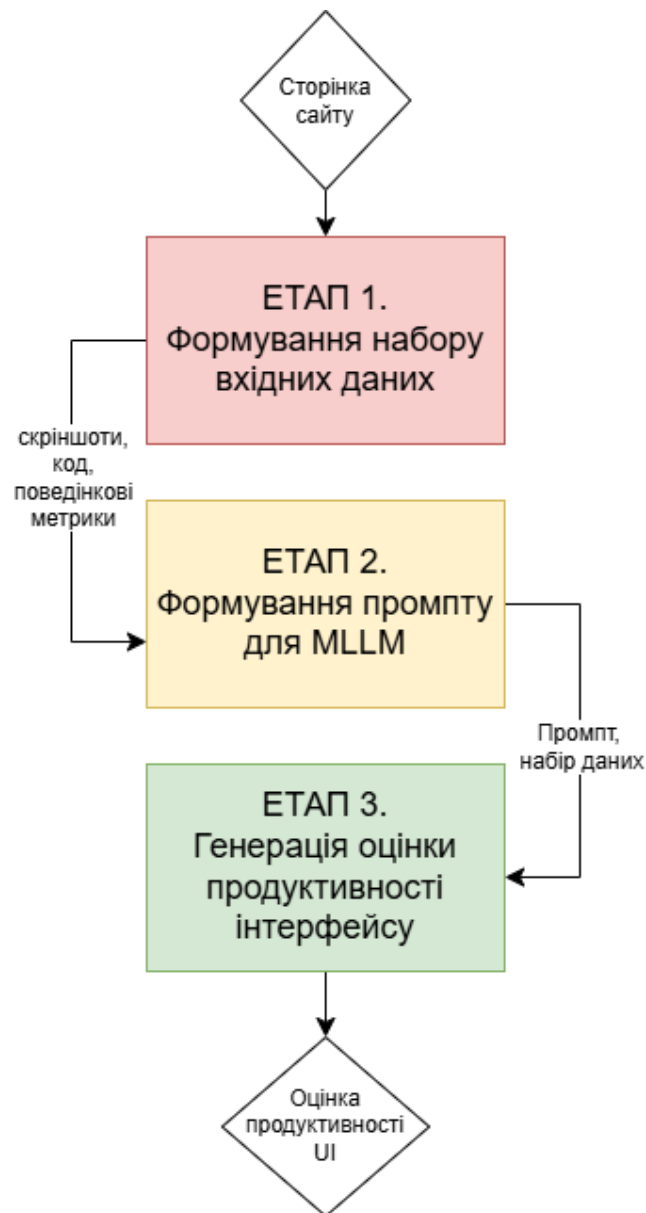 Сторінка
сайту
ЕТАП 1.
Формування набору
вхідних даних
скріншоти,
код,
поведінкові
метрики
ЕТАП 2.
Формування промпту
для MLLM
Промпт,
набір даних
ЕТАП 3.
Генерація оцінки
продуктивності
інтерфейсу
Оцінка
продуктивності
UI